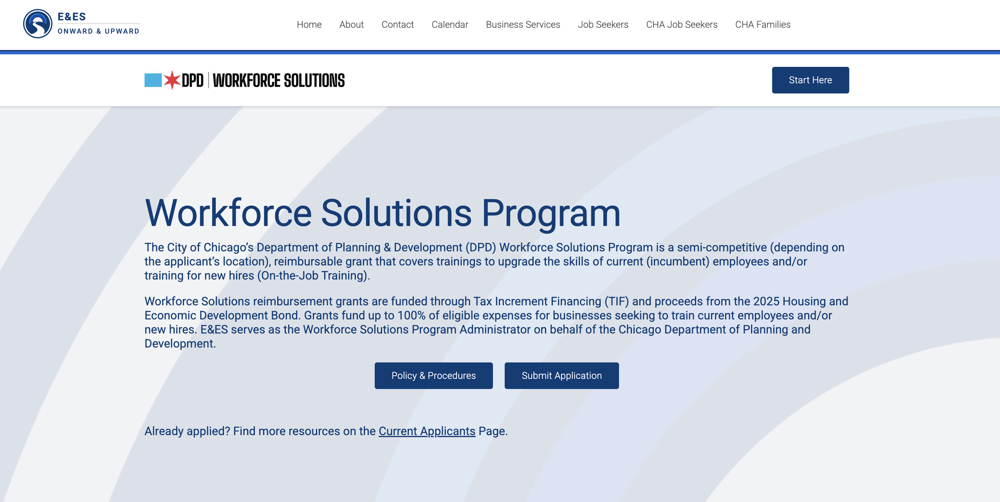 E&ES
ONWARD & UPWARD
Home About Contact Calendar Business Services Job Seekers CHA Job Seekers CHA Families
DPD | WORKFORCE SOLUTIONS
Start Here
Workforce Solutions Program
The City of Chicago’s Department of Planning & Development (DPD) Workforce Solutions Program is a semi-competitive (depending on
the applicant’s location), reimbursable grant that covers trainings to upgrade the skills of current (incumbent) employees and/or
training for new hires (On-the-Job Training).
Workforce Solutions reimbursement grants are funded through Tax Increment Financing (TIF) and proceeds from the 2025 Housing and
Economic Development Bond. Grants fund up to 100% of eligible expenses for businesses seeking to train current employees and/or
new hires. E&ES serves as the Workforce Solutions Program Administrator on behalf of the Chicago Department of Planning and
Development.
Policy & Procedures Submit Application
Already applied? Find more resources on the Current Applicants Page.